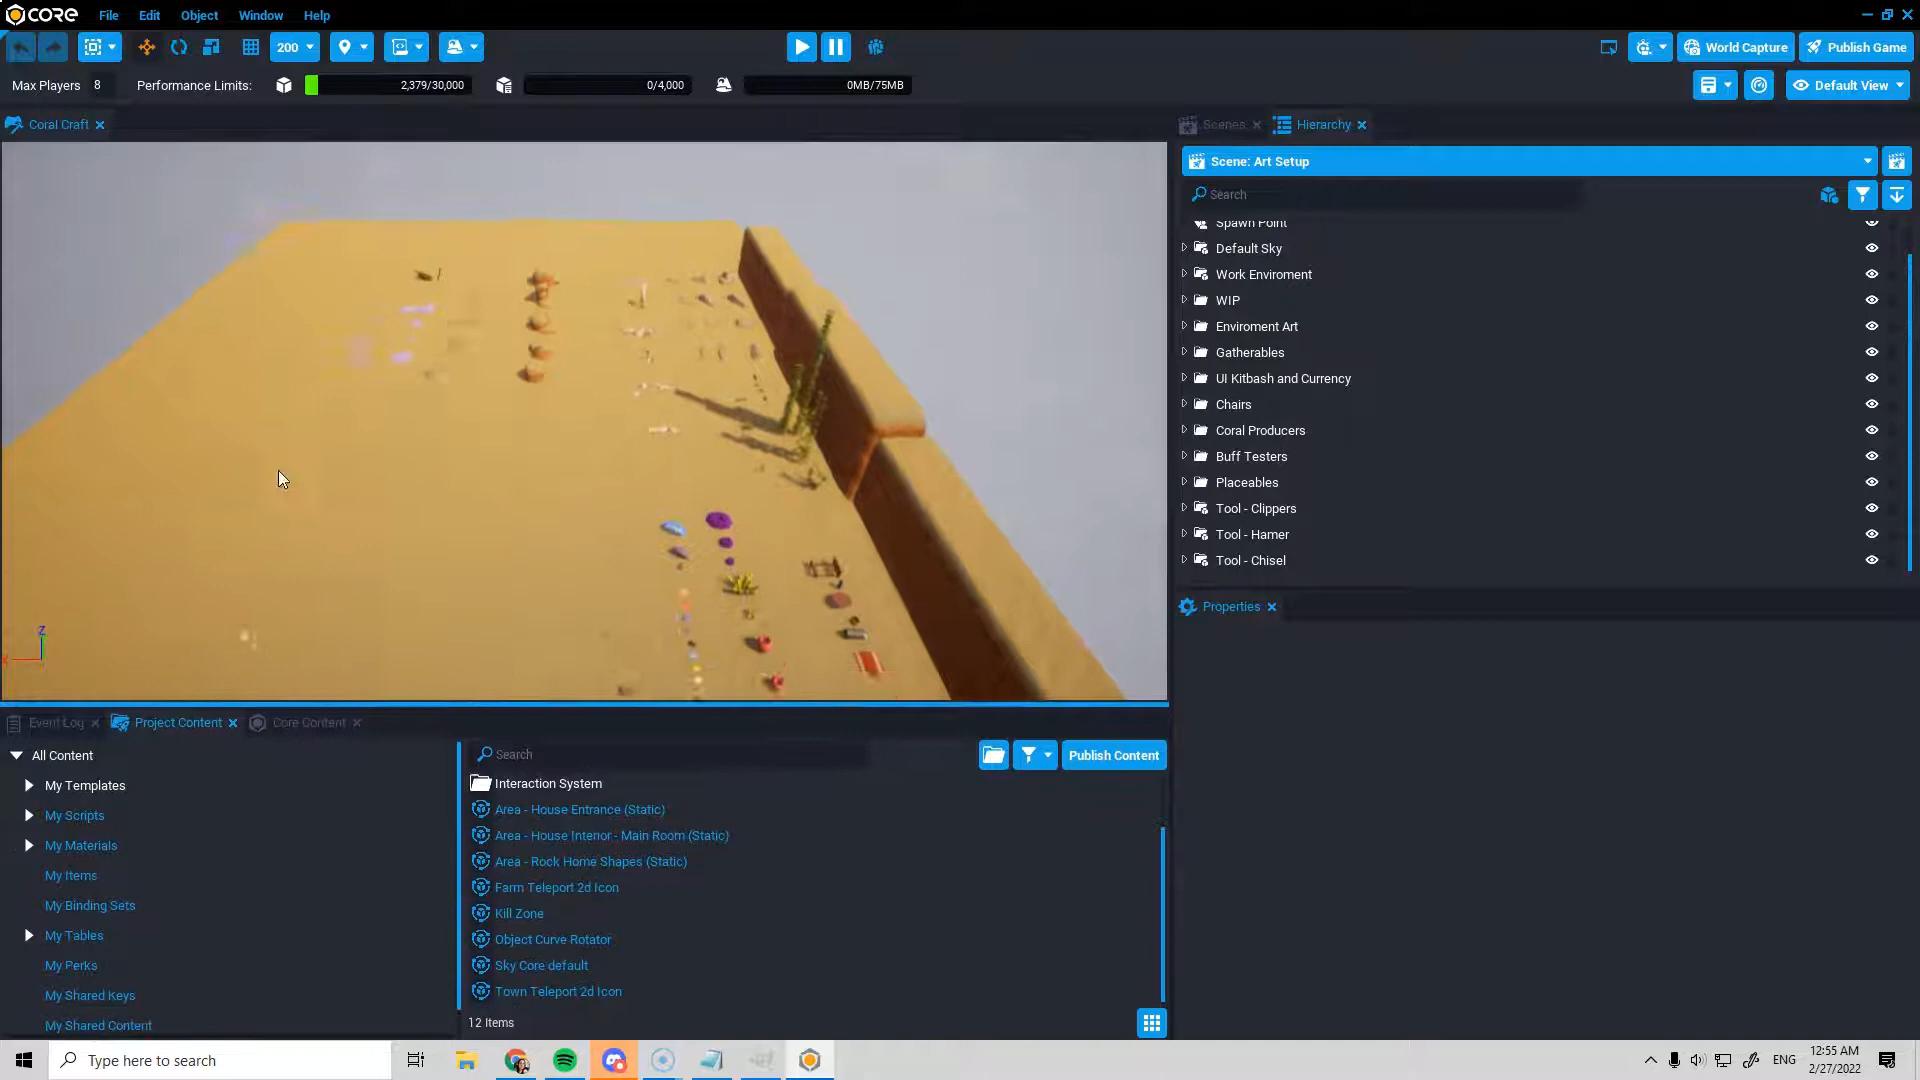 CORE File Edit Object Window Help
200 World Capture Publish Game
Max Players 8 Performance Limits: 2,379/30,000 0/4,000 0MB/75MB Default View
Coral Craft Scenes Hierarchy
Scene: Art Setup
Search
Spawn Point
Default Sky
Work Enviroment
WIP
Enviroment Art
Gatherables
UI Kitbash and Currency
Chairs
Coral Producers
Buff Testers
Placeables
Tool - Clippers
Tool - Hamer
Tool - Chisel
Properties
Z
X
Event Log Project Content Core Content
All Content
My Templates
My Scripts
My Materials
My Items
My Binding Sets
My Tables
My Perks
My Shared Keys
My Shared Content
Search Publish Content
Interaction System
Area - House Entrance (Static)
Area - House Interior - Main Room (Static)
Area - Rock Home Shapes (Static)
Farm Teleport 2d Icon
Kill Zone
Object Curve Rotator
Sky Core default
Town Teleport 2d Icon
12 Items
Type here to search
ENG
12:55 AM
2/27/2022